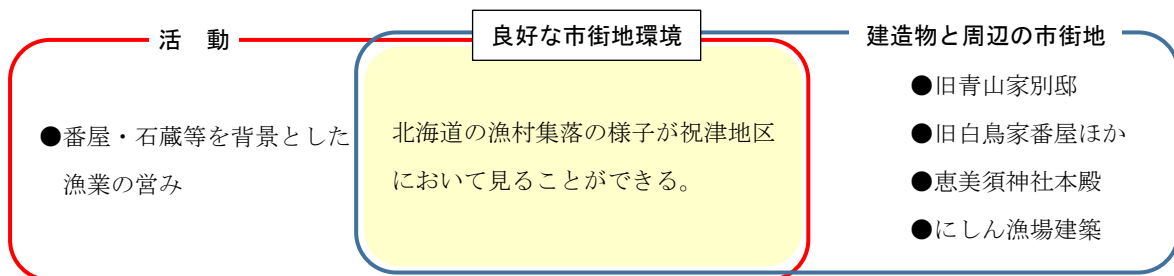 活　動
●番屋・石蔵等を背景とした
漁業の営み
良好な市街地環境
北海道の漁村集落の様子が祝津地区
において見ることができる。
建造物と周辺の市街地
●旧青山家別邸
●旧白鳥家番屋ほか
●恵美須神社本殿
●にしん漁場建築